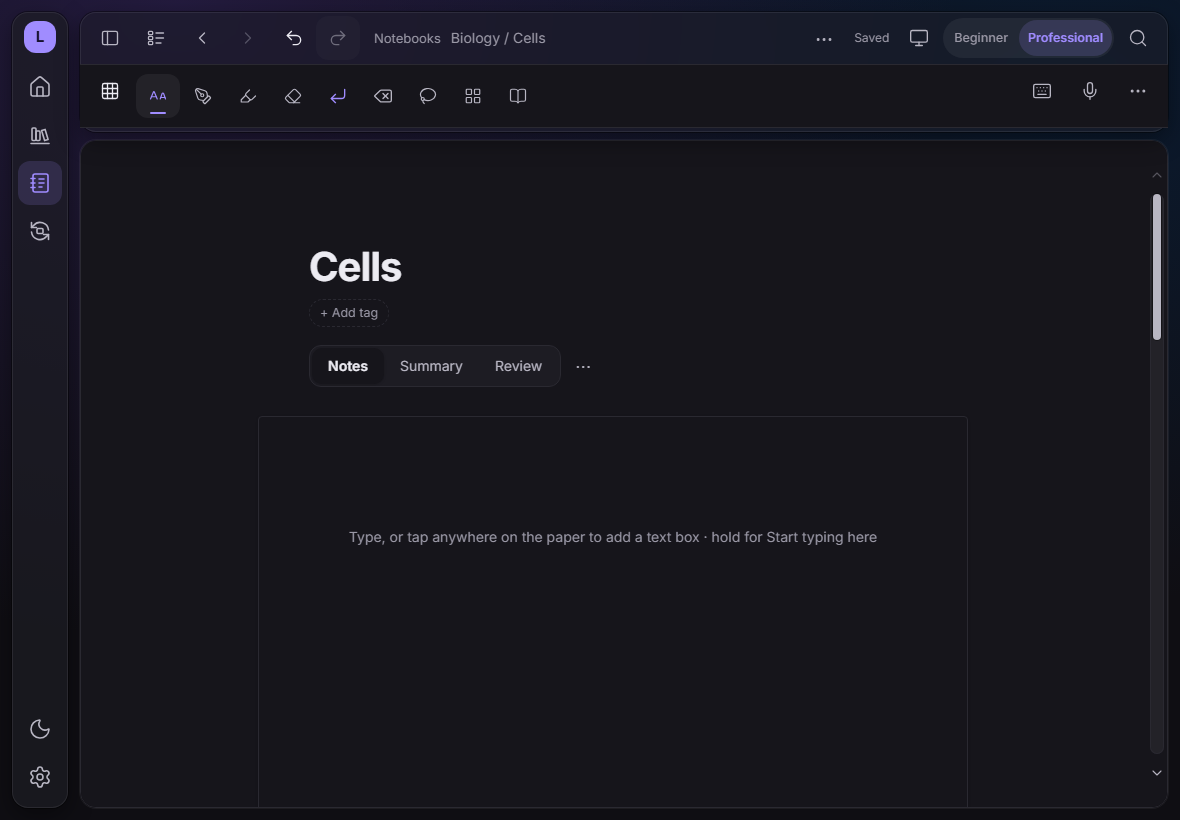 L
Notebooks Biology / Cells
Saved
Beginner Professional
AA
Cells
+ Add tag
Notes Summary Review
Type, or tap anywhere on the paper to add a text box · hold for Start typing here